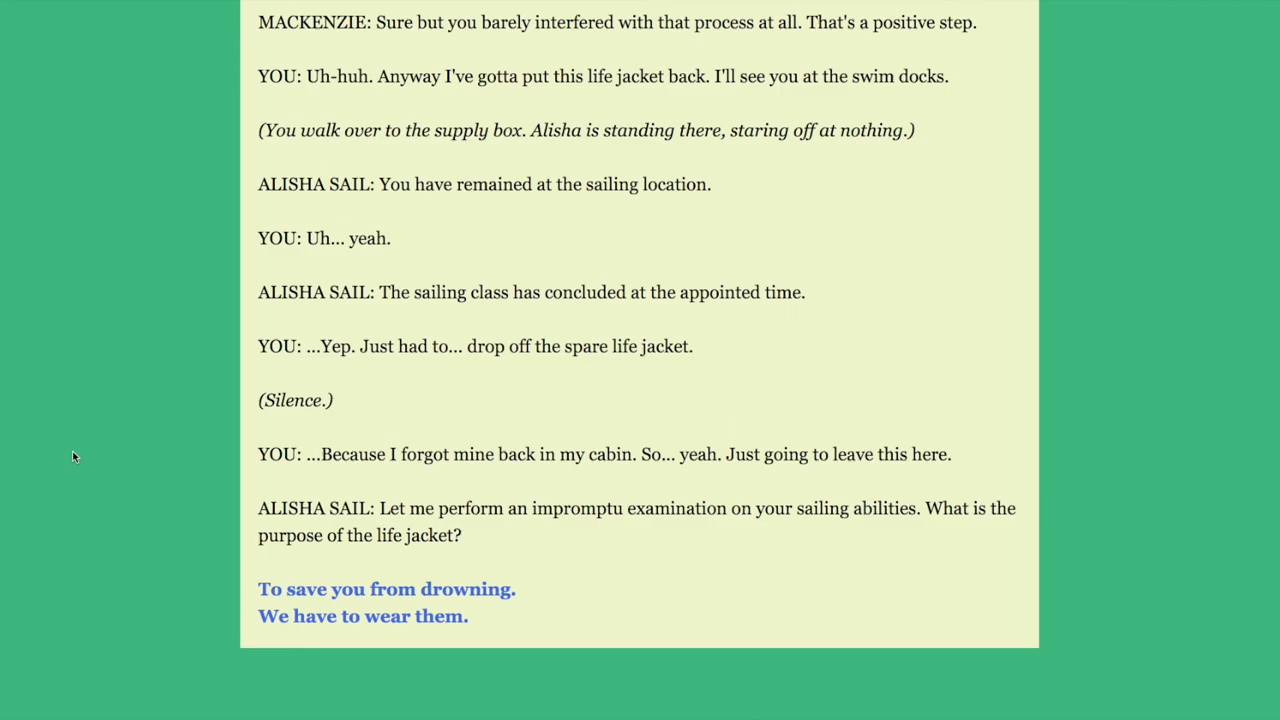 MACKENZIE: Sure but you barely interfered with that process at all. That's a positive step.
YOU: Uh-huh. Anyway I've gotta put this life jacket back. I'll see you at the swim docks.
(You walk over to the supply box. Alisha is standing there, staring off at nothing.)
ALISHA SAIL: You have remained at the sailing location.
YOU: Uh... yeah.
ALISHA SAIL: The sailing class has concluded at the appointed time.
YOU: ...Yep. Just had to... drop off the spare life jacket.
(Silence.)
YOU: ...Because I forgot mine back in my cabin. So... yeah. Just going to leave this here.
ALISHA SAIL: Let me perform an impromptu examination on your sailing abilities. What is the
purpose of the life jacket?
To save you from drowning.
We have to wear them.